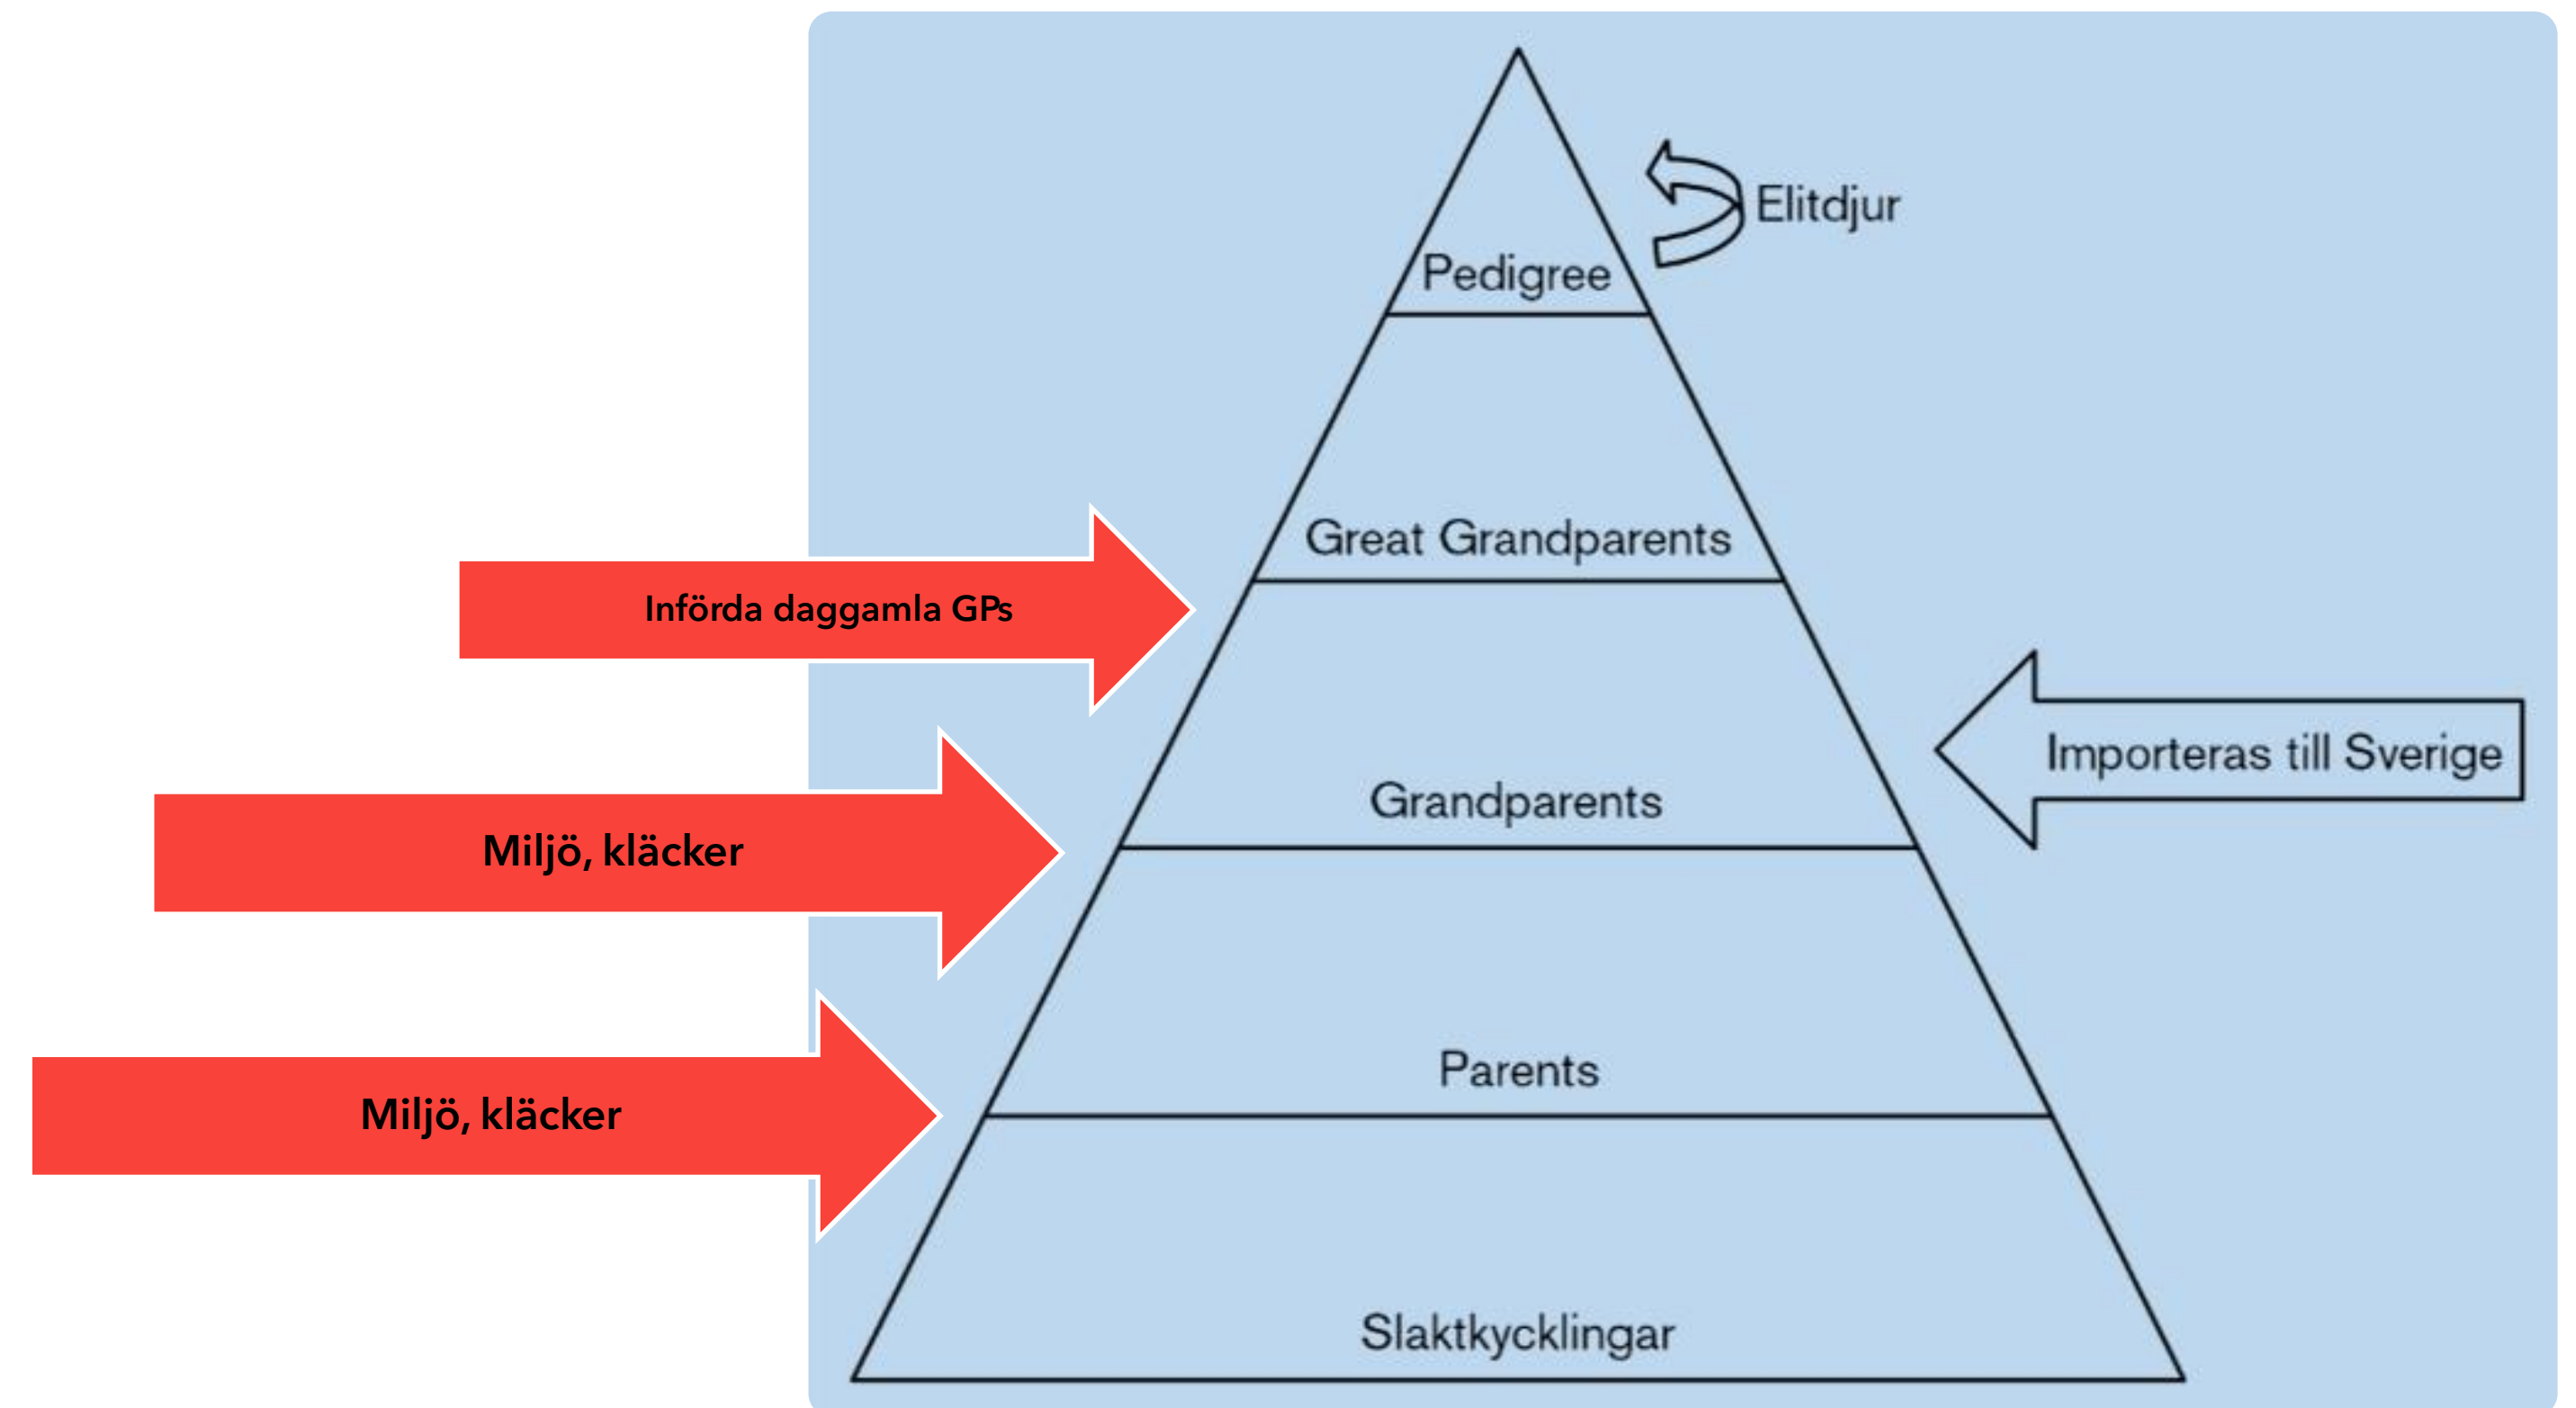 Elitdjur
Pedigree
Great Grandparents
Införda daggamla GPs
Importeras till Sverige
Grandparents
Miljö, kläcker
Parents
Miljö, kläcker
Slaktkycklingar